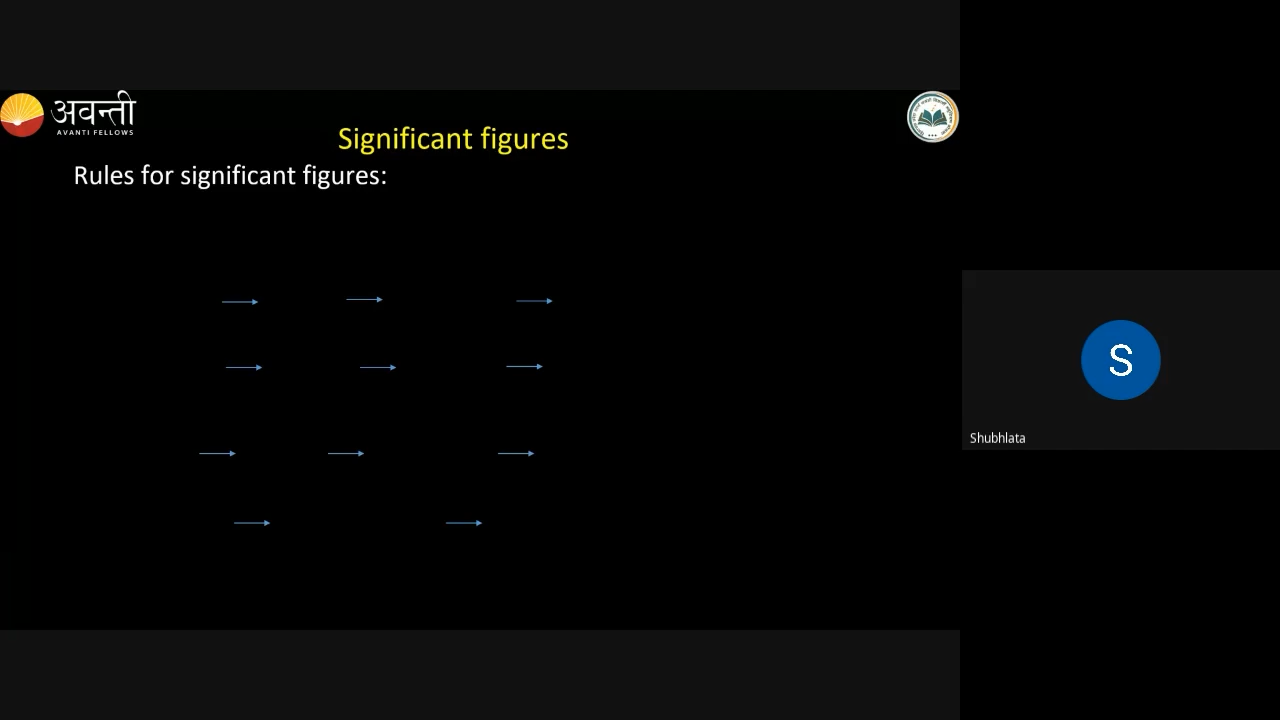 अवन्ती
AVANTI FELLOWS
Significant figures
Rules for significant figures:
S
Shubhlata